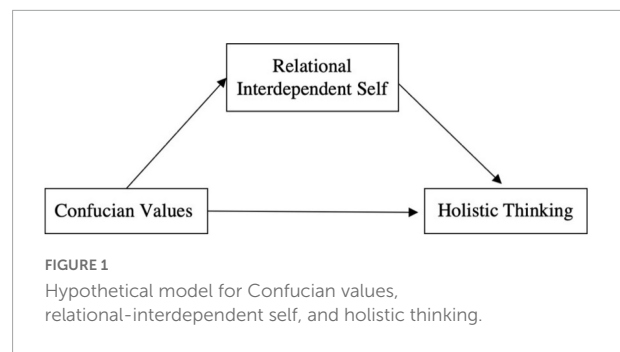 Relational
Interdependent Self
Confucian Values
Holistic Thinking
FIGURE 1
Hypothetical model for Confucian values,
relational-interdependent self, and holistic thinking.